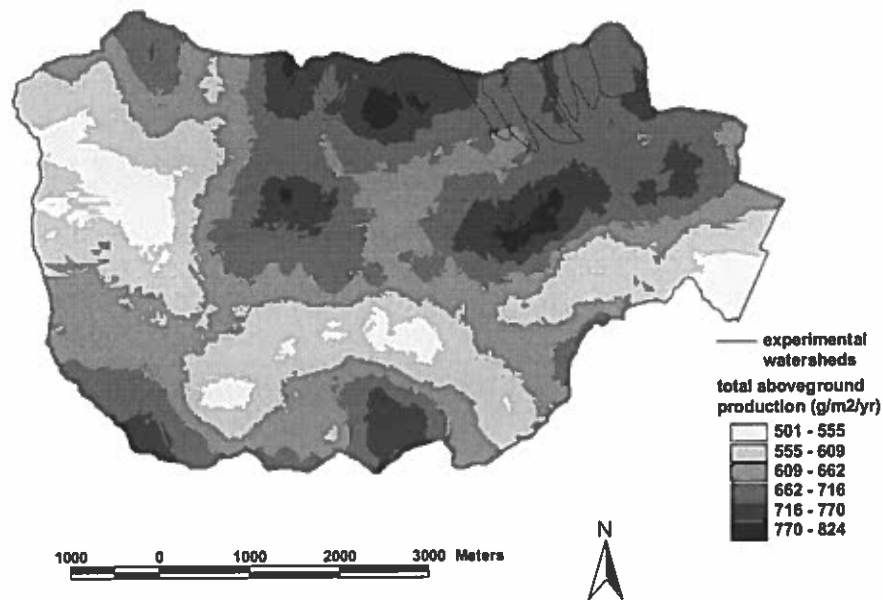 experimental
watersheds
total aboveground
production (g/m2/yr)
501 - 555
555 - 609
609 - 662
662 - 716
716 - 770
770 - 824
N
1000 0 1000 2000 3000 Meters